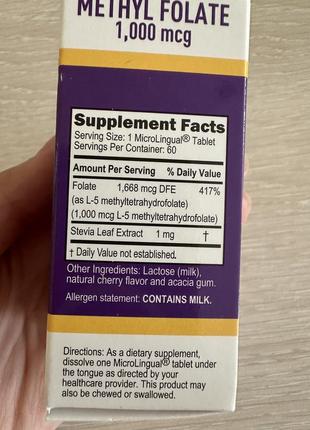 METHYL FOLATE
1,000 mcg
Supplement Facts
Serving Size: 1 MicroLingual® Tablet
Servings Per Container: 60
Amount Per Serving % Daily Value
Folate 1,668 mcg DFE 417%
(as L-5 methyltetrahydrofolate)
(1,000 mcg L-5 methyltetrahydrofolate)
Stevia Leaf Extract 1 mg †
† Daily Value not established.
Other Ingredients: Lactose (milk),
natural cherry flavor and acacia gum.
Allergen statement: CONTAINS MILK.
Directions: As a dietary supplement,
dissolve one MicroLingual® tablet under
the tongue as directed by your
healthcare provider. This product may
also be chewed or swallowed.